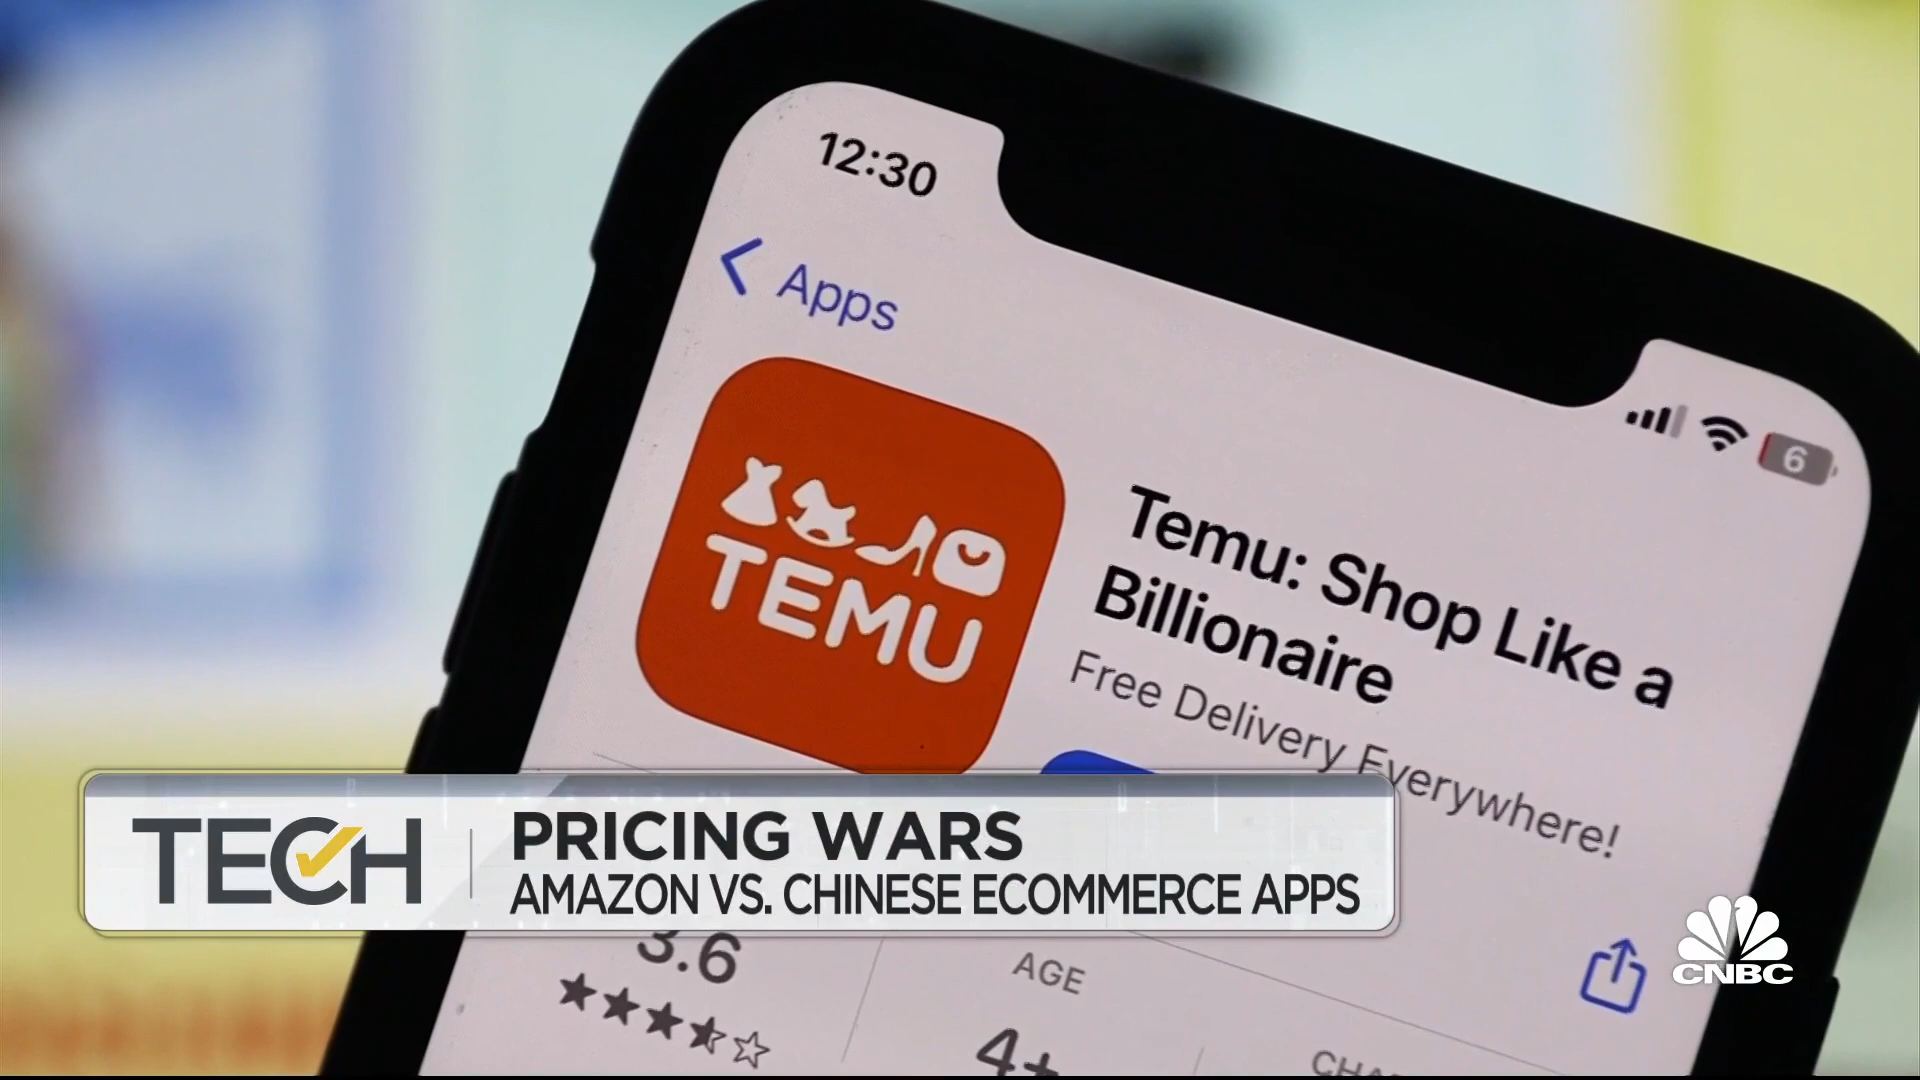 12:30
Apps
6
TEMU
Temu: Shop Like a
Billionaire
Free Delivery Everywhere!
TECH
PRICING WARS
AMAZON VS. CHINESE ECOMMERCE APPS
3.6
AGE
4+
CNBC